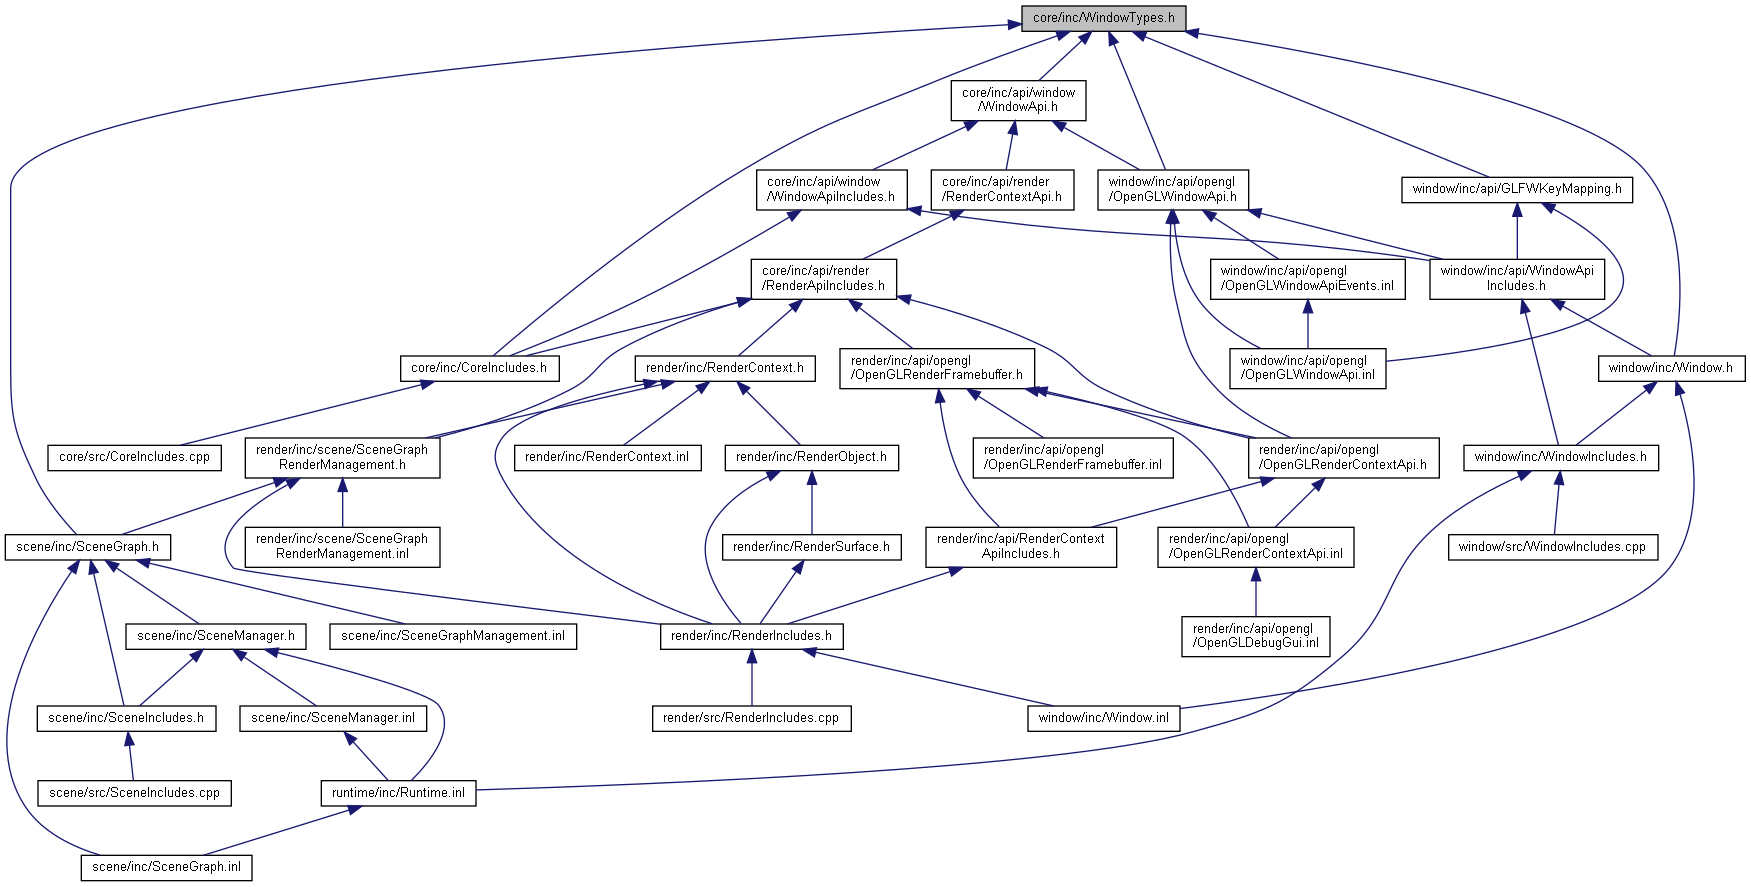 core/inc/WindowTypes.h
core/inc/api/window
/WindowApi.h
core/inc/api/window
/WindowApiIncludes.h
core/inc/api/render
/RenderContextApi.h
window/inc/api/opengl
/OpenGLWindowApi.h
window/inc/api/GLFWKeyMapping.h
core/inc/api/render
/RenderApiIncludes.h
window/inc/api/opengl
/OpenGLWindowApiEvents.inl
window/inc/api/WindowApi
Includes.h
core/inc/CoreIncludes.h
render/inc/RenderContext.h
render/inc/api/opengl
/OpenGLRenderFramebuffer.h
window/inc/api/opengl
/OpenGLWindowApi.inl
window/inc/Window.h
core/src/CoreIncludes.cpp
render/inc/scene/SceneGraph
RenderManagement.h
render/inc/RenderContext.inl
render/inc/RenderObject.h
render/inc/api/opengl
/OpenGLRenderFramebuffer.inl
render/inc/api/opengl
/OpenGLRenderContextApi.h
window/inc/WindowIncludes.h
scene/inc/SceneGraph.h
render/inc/scene/SceneGraph
RenderManagement.inl
render/inc/RenderSurface.h
render/inc/api/RenderContext
ApiIncludes.h
render/inc/api/opengl
/OpenGLRenderContextApi.inl
window/src/WindowIncludes.cpp
scene/inc/SceneManager.h
scene/inc/SceneGraphManagement.inl
render/inc/RenderIncludes.h
render/inc/api/opengl
/OpenGLDebugGui.inl
scene/inc/SceneIncludes.h
scene/inc/SceneManager.inl
render/src/RenderIncludes.cpp
window/inc/Window.inl
scene/src/SceneIncludes.cpp
runtime/inc/Runtime.inl
scene/inc/SceneGraph.inl